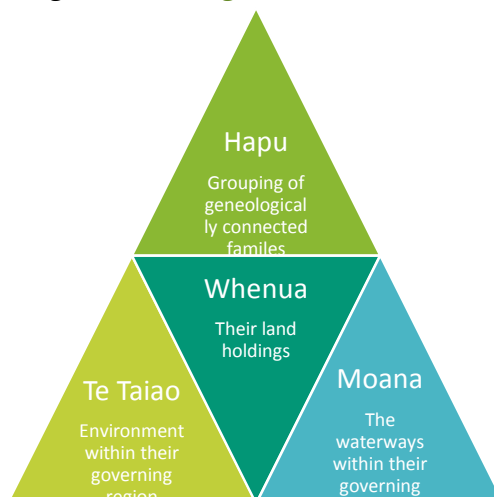 Hapu
Grouping of
geneological
ly connected
familes
Whenua
Their land
holdings
Te Taiao
Environment
within their
governing
region
Moana
The
waterways
within their
governing